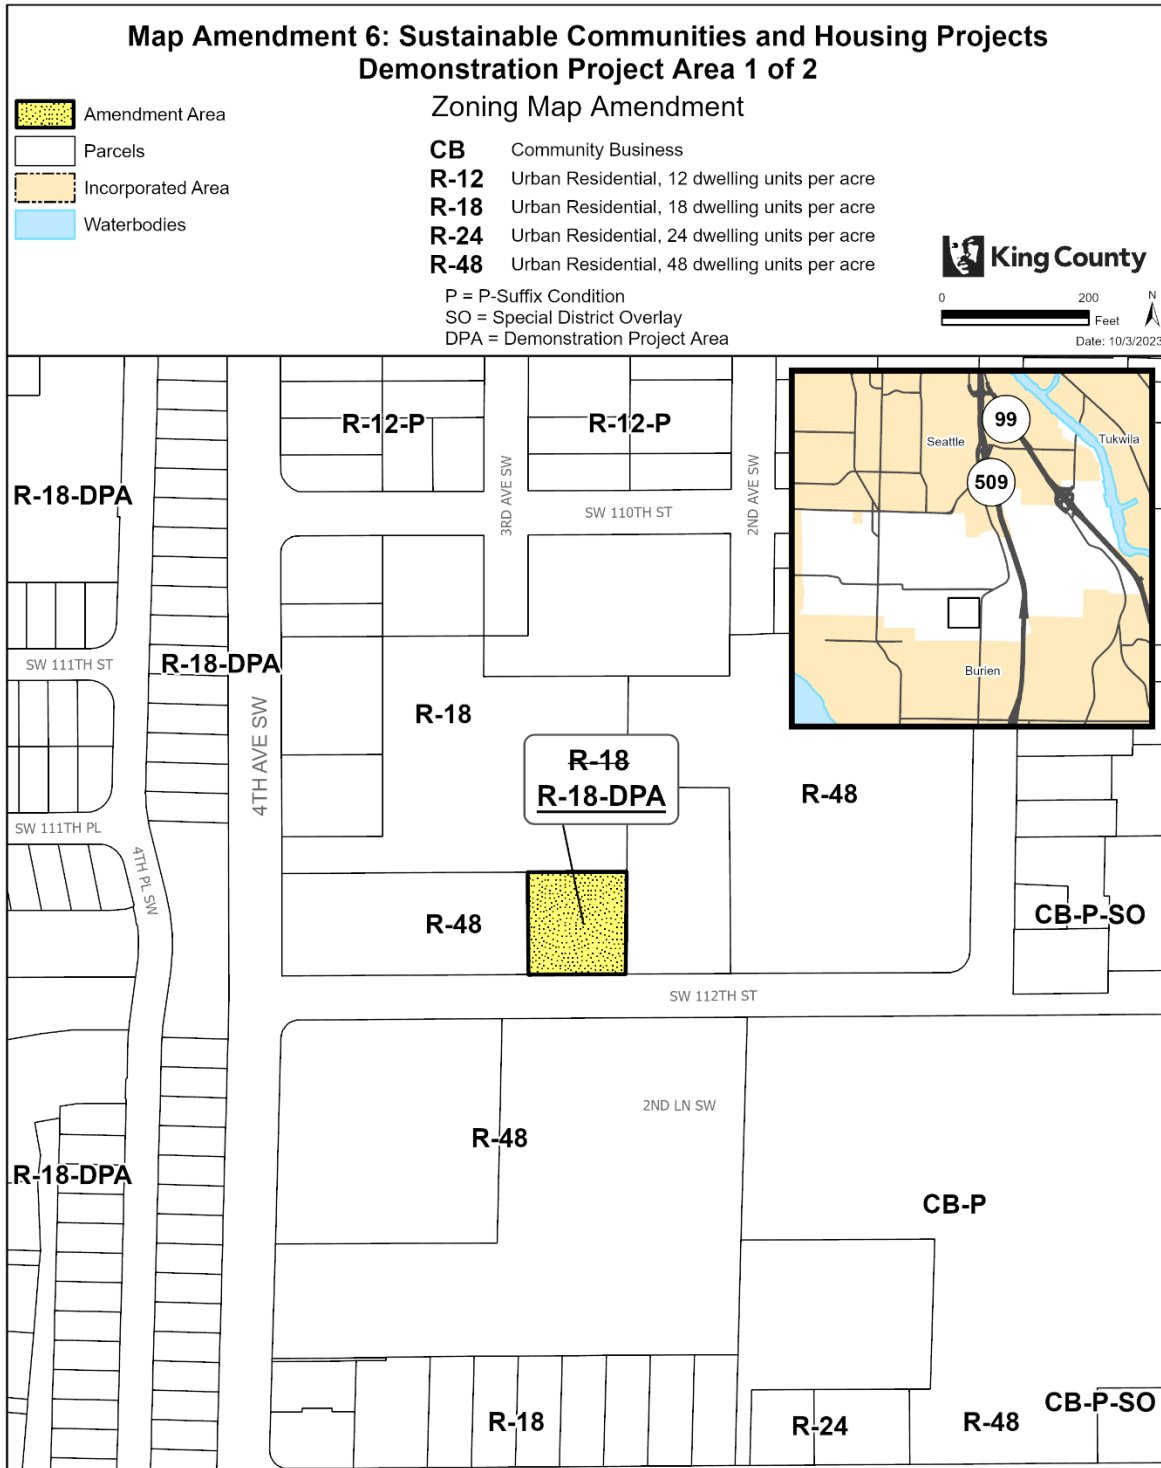 Map Amendment 6: Sustainable Communities and Housing Projects
Demonstration Project Area 1 of 2
Zoning Map Amendment
Amendment Area
Parcels
Incorporated Area
Waterbodies
CB Community Business
R-12 Urban Residential, 12 dwelling units per acre
R-18 Urban Residential, 18 dwelling units per acre
R-24 Urban Residential, 24 dwelling units per acre
R-48 Urban Residential, 48 dwelling units per acre
P = P-Suffix Condition
SO = Special District Overlay
DPA = Demonstration Project Area
King County
0 200
Feet
N
Date: 10/3/2023
R-12-P
R-12-P
R-18-DPA
3RD AVE SW
SW 110TH ST
2ND AVE SW
99
Seattle
Tukwila
509
Burien
SW 111TH ST
R-18-DPA
4TH AVE SW
R-18
R-18
R-18-DPA
R-48
SW 111TH PL
4TH PL SW
R-48
CB-P-SO
SW 112TH ST
2ND LN SW
R-48
R-18-DPA
CB-P
CB-P-SO
R-18
R-24
R-48